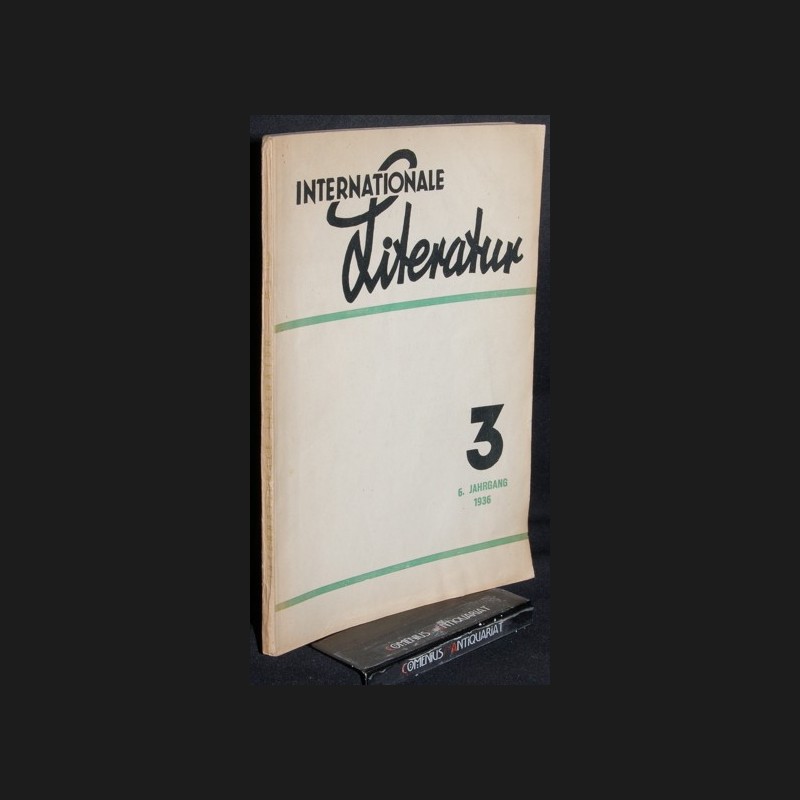 INTERNATIONALE
Literatur
3
6. JAHRGANG
1936
COMENIUS ANTIQUARIAT
COMENIUS ANTIQUARIAT